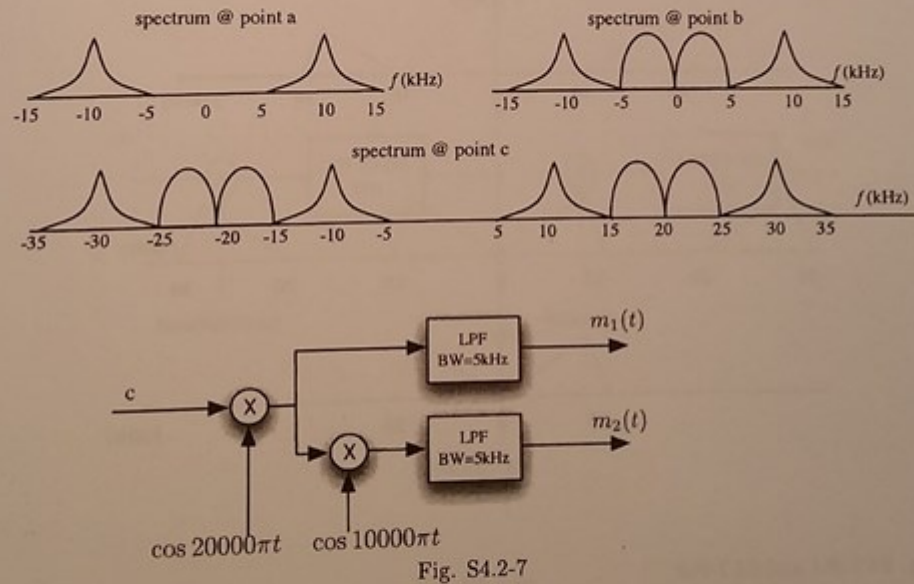 spectrum @ point a
spectrum @ point b
f(kHz)
-15 -10 -5 0 5 10 15
f(kHz)
-15 -10 -5 0 5 10 15
spectrum @ point c
f(kHz)
-35 -30 -25 -20 -15 -10 -5 5 10 15 20 25 30 35
c
X
LPF
BW=5kHz
m₁(t)
X
LPF
BW=5kHz
m₂(t)
cos 20000πt cos 10000πt
Fig. S4.2-7